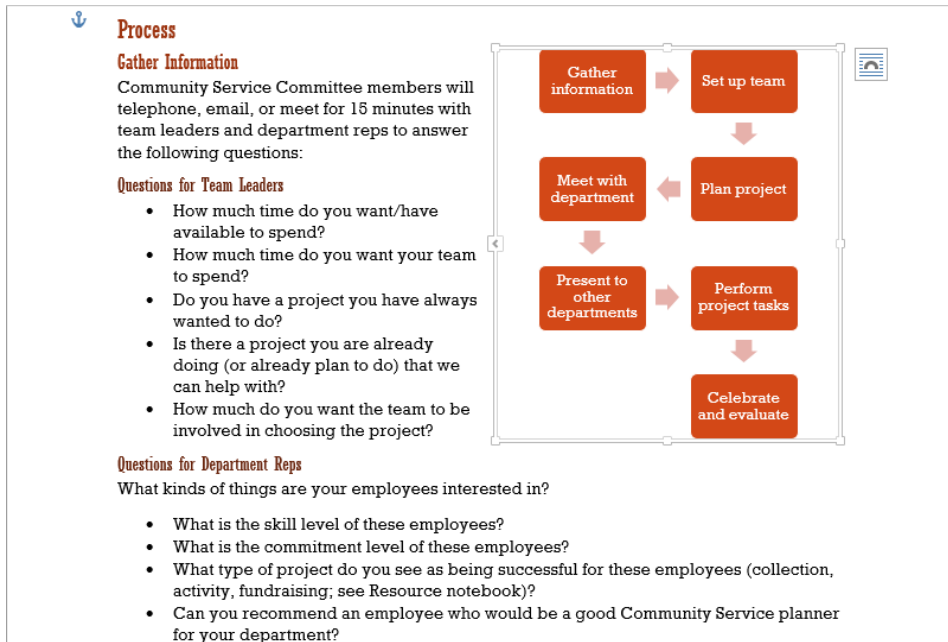 Process
Gather Information
Community Service Committee members will
telephone, email, or meet for 15 minutes with
team leaders and department reps to answer
the following questions:
Questions for Team Leaders
• How much time do you want/have
available to spend?
• How much time do you want your team
to spend?
• Do you have a project you have always
wanted to do?
• Is there a project you are already
doing (or already plan to do) that we
can help with?
• How much do you want the team to be
involved in choosing the project?
Gather
information
Set up team
Plan project
Meet with
department
Present to
other
departments
Perform
project tasks
Celebrate
and evaluate
Questions for Department Reps
What kinds of things are your employees interested in?
• What is the skill level of these employees?
• What is the commitment level of these employees?
• What type of project do you see as being successful for these employees (collection,
activity, fundraising; see Resource notebook)?
• Can you recommend an employee who would be a good Community Service planner
for your department?